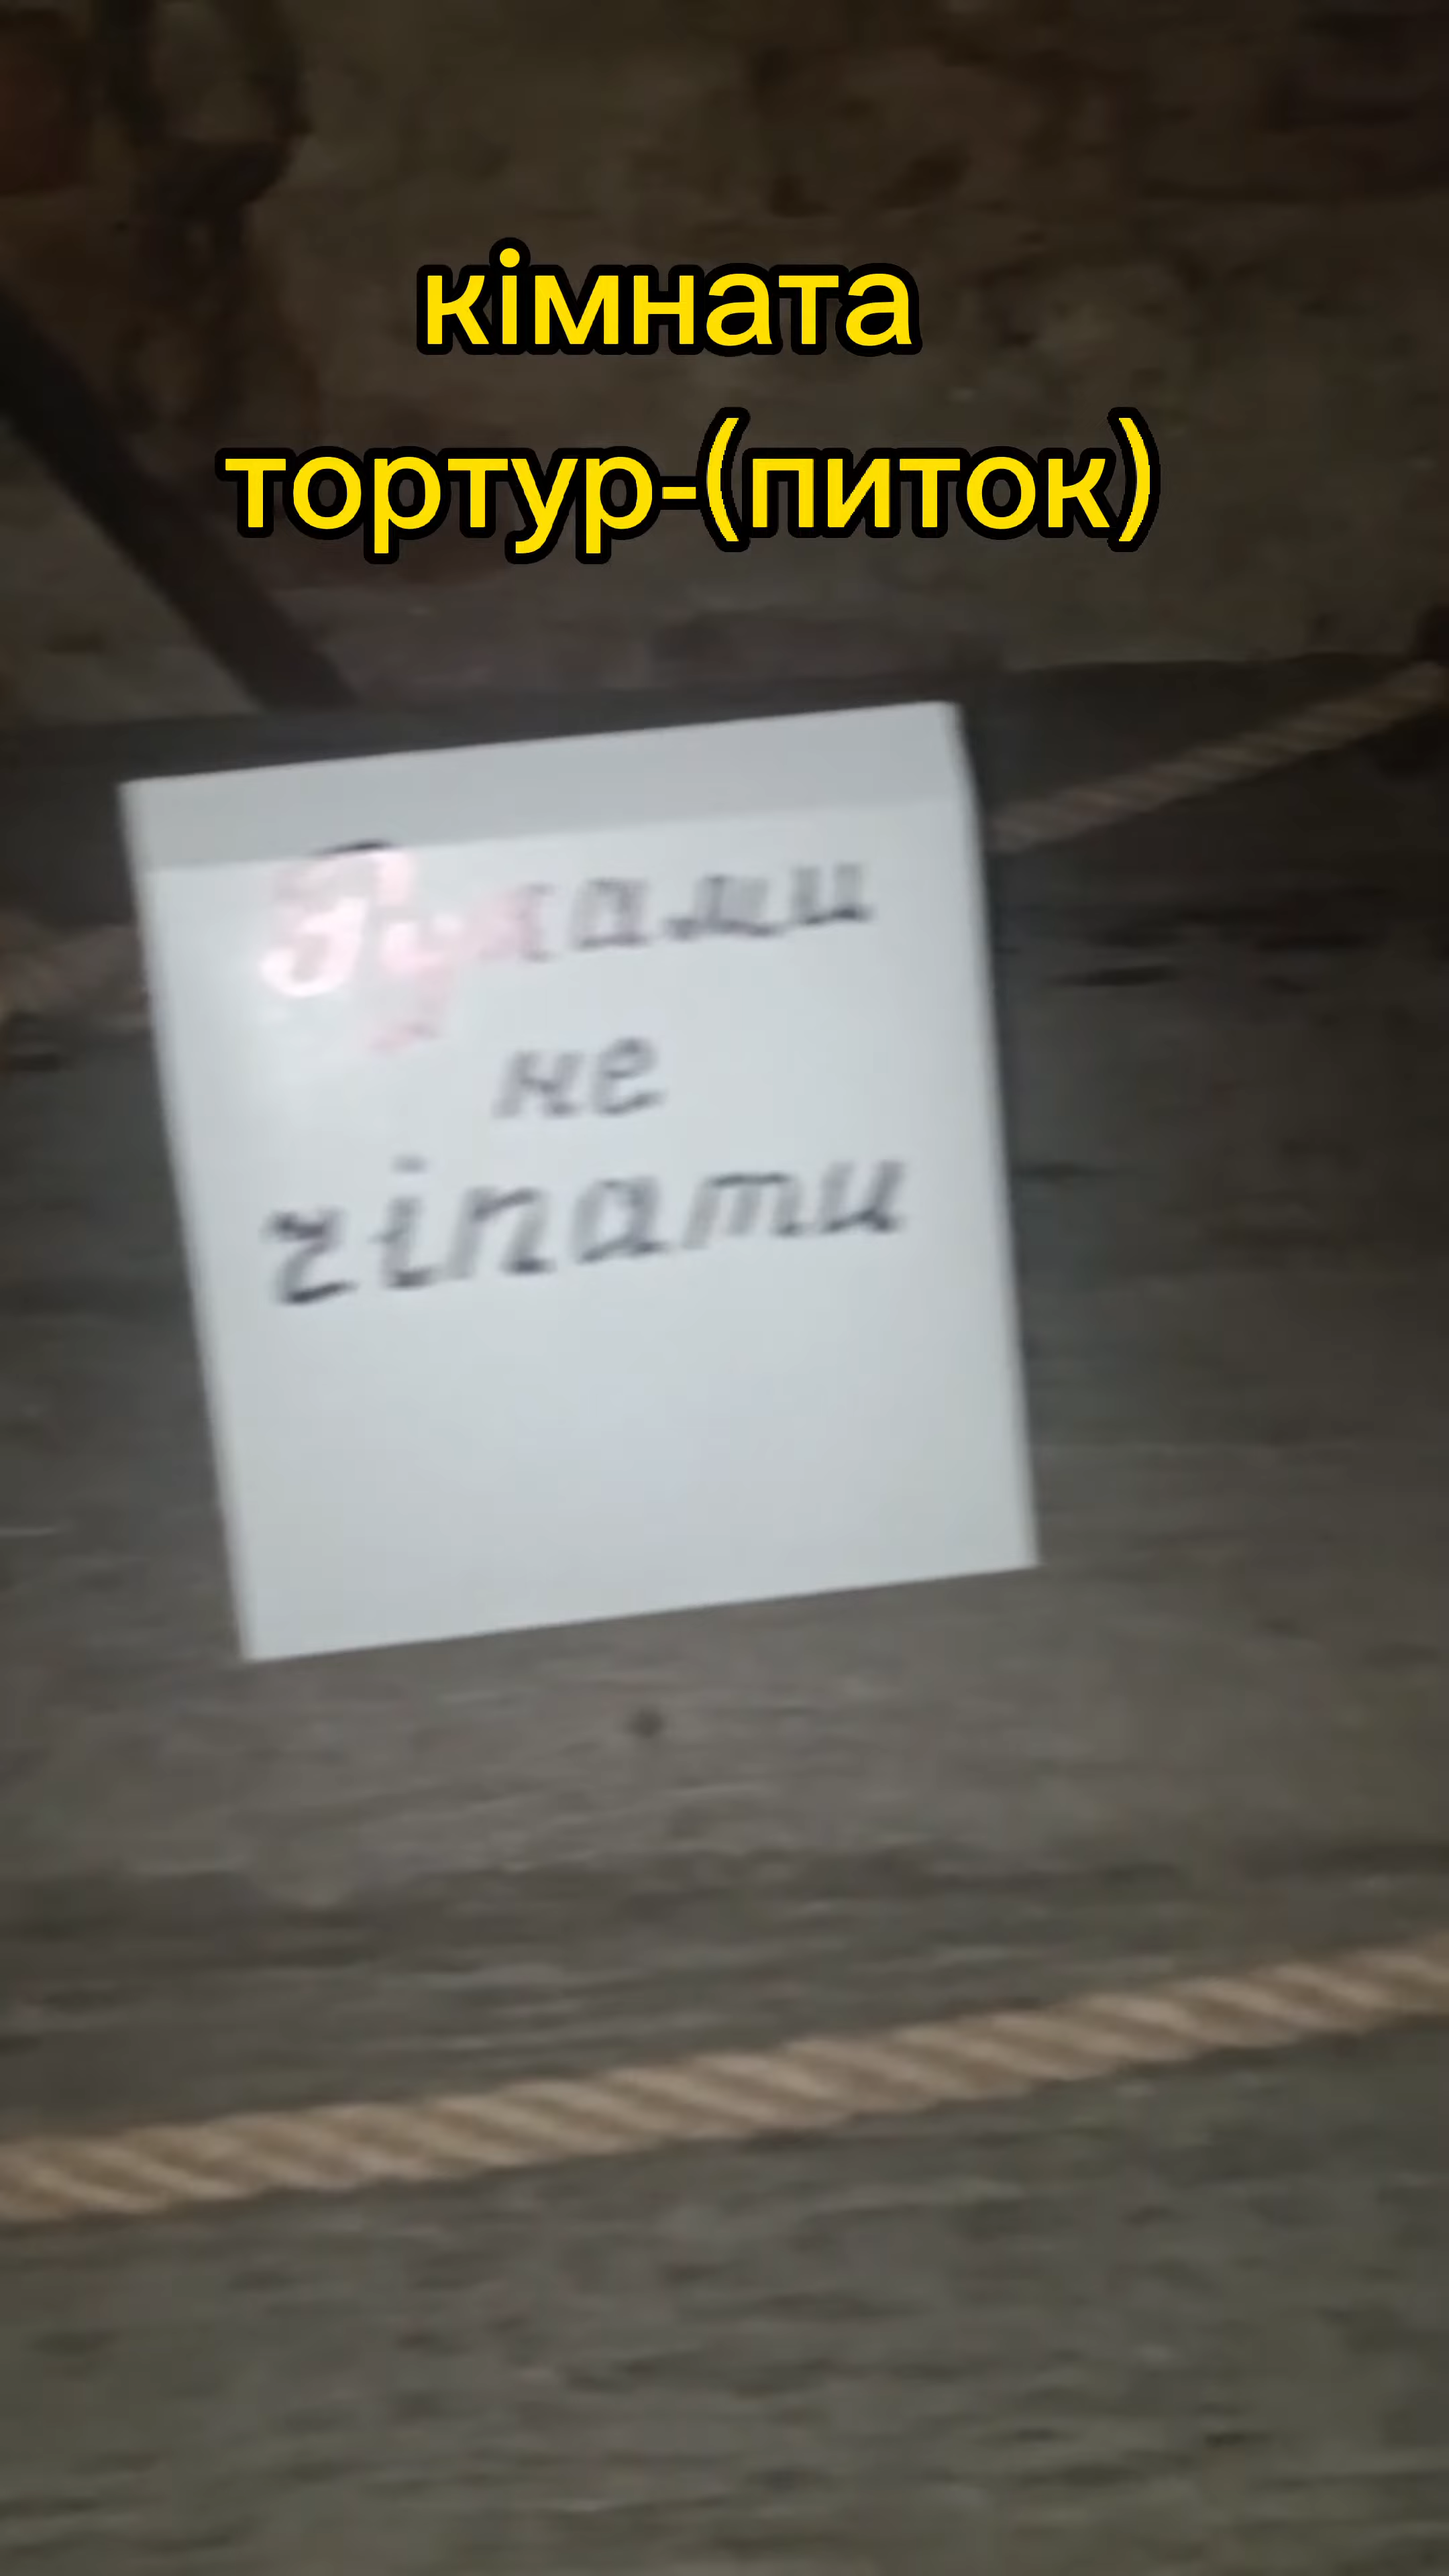 кімната
тортур-(питок)
Руками
не
чіпати